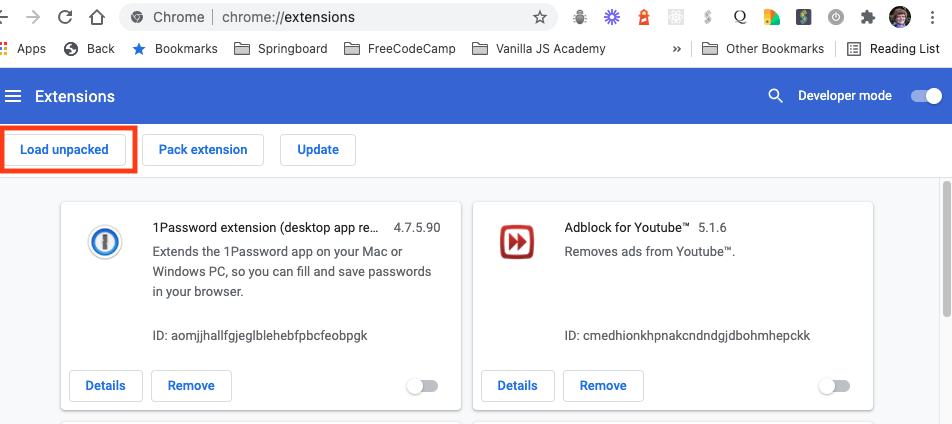 Chrome | chrome://extensions
Apps Back Bookmarks Springboard FreeCodeCamp Vanilla JS Academy » Other Bookmarks Reading List
Extensions Developer mode
Load unpacked Pack extension Update
1Password extension (desktop app re... 4.7.5.90
Extends the 1Password app on your Mac or
Windows PC, so you can fill and save passwords
in your browser.
ID: aomjjhallfgjeglblehebfpbcfeobpgk
Details Remove
Adblock for Youtube™ 5.1.6
Removes ads from Youtube™.
ID: cmedhionkhpnakcndndgjdbohmhepckk
Details Remove